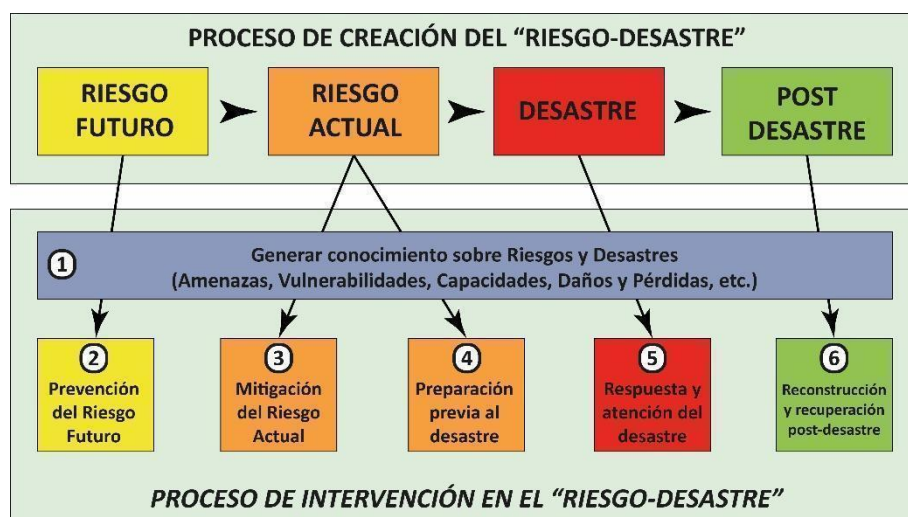 PROCESO DE CREACIÓN DEL “RIESGO-DESASTRE”
RIESGO
FUTURO
RIESGO
ACTUAL
DESASTRE
POST
DESASTRE
1
Generar conocimiento sobre Riesgos y Desastres
(Amenazas, Vulnerabilidades, Capacidades, Daños y Pérdidas, etc.)
2
Prevención
del Riesgo
Futuro
3
Mitigación
del Riesgo
Actual
4
Preparación
previa al
desastre
5
Respuesta y
atención del
desastre
6
Reconstrucción
y recuperación
post-desastre
PROCESO DE INTERVENCIÓN EN EL “RIESGO-DESASTRE”